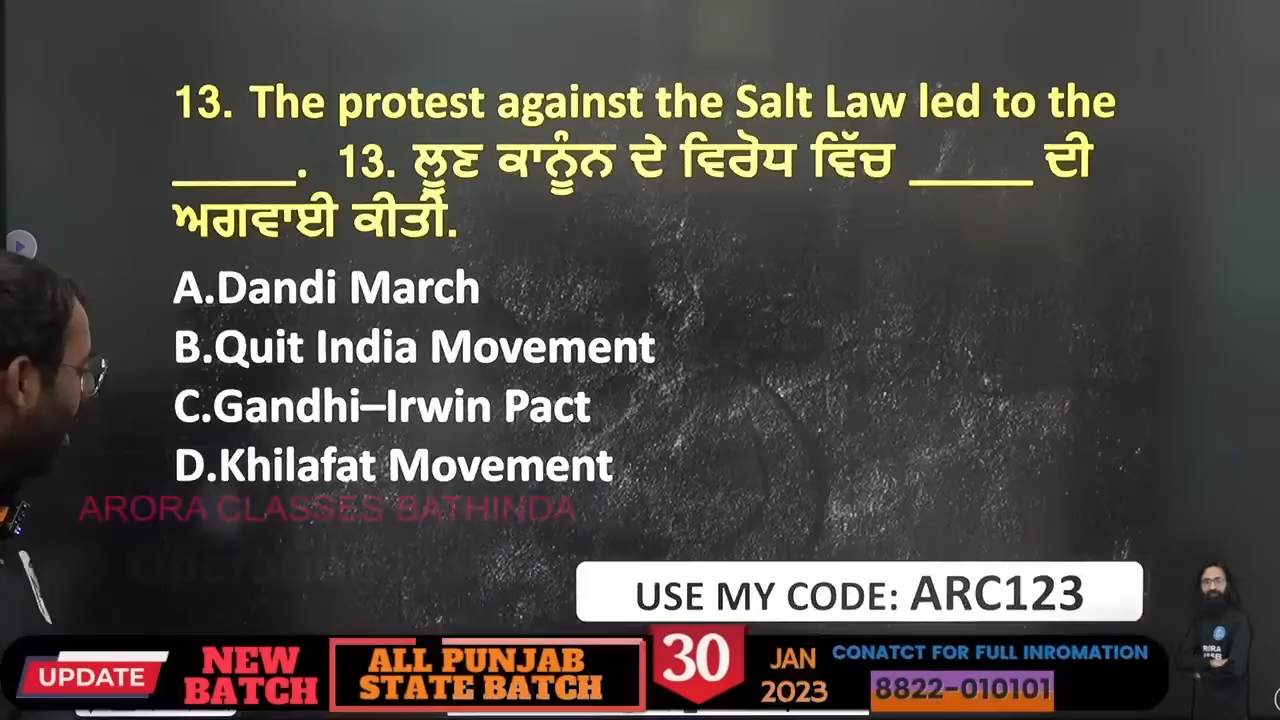 13. The protest against the Salt Law led to the
_____. 13. ਲੂਣ ਕਾਨੂੰਨ ਦੇ ਵਿਰੋਧ ਵਿੱਚ _____ ਦੀ
ਅਗਵਾਈ ਕੀਤੀ.
A.Dandi March
B.Quit India Movement
C.Gandhi–Irwin Pact
D.Khilafat Movement
ARORA CLASSES BATHINDA
USE MY CODE: ARC123
UPDATE
NEW BATCH
ALL PUNJAB
STATE BATCH
30
JAN
2023
CONATCT FOR FULL INROMATION
8822-010101